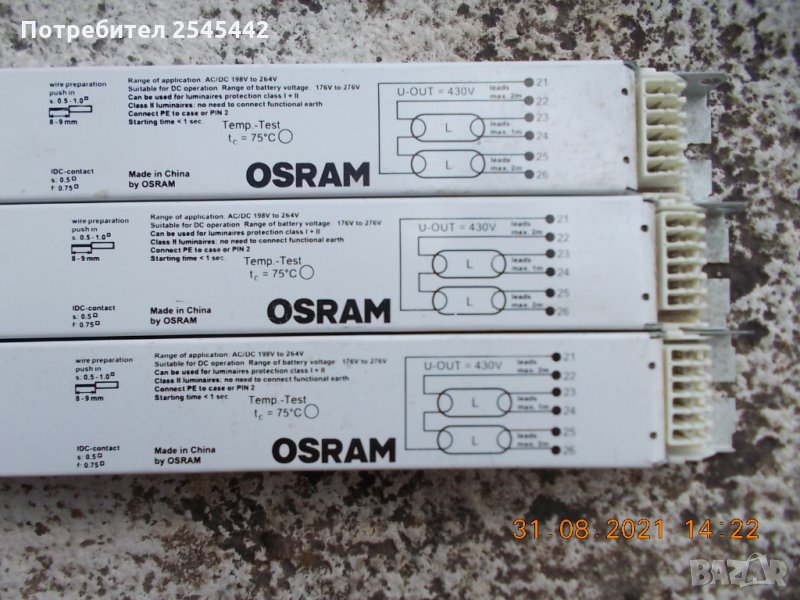 Потребител 2545442
wire preparation
push in
s: 0.5-1.0
8-9mm
IDC-contact
s: 0.5
f: 0.75
Range of application: AC/DC 198V to 264V
Suitable for DC operation Range of battery voltage: 176V to 276V
Can be used for luminaires protection class I + II
Class II luminaires: no need to connect functional earth
Connect PE to case or PIN 2
Starting time < 1 sec.
Temp.-Test
tc = 75°C
Made in China
by OSRAM
OSRAM
U-OUT = 430V
leads
max. 2m
L
leads
max. 1m
L
leads
max. 2m
21
22
23
24
25
26
wire preparation
push in
s: 0.5-1.0
8-9mm
IDC-contact
s: 0.5
f: 0.75
Range of application: AC/DC 198V to 264V
Suitable for DC operation Range of battery voltage: 176V to 276V
Can be used for luminaires protection class I + II
Class II luminaires: no need to connect functional earth
Connect PE to case or PIN 2
Starting time < 1 sec.
Temp.-Test
tc = 75°C
Made in China
by OSRAM
OSRAM
U-OUT = 430V
leads
max. 2m
L
leads
max. 1m
L
leads
max. 2m
21
22
23
24
25
26
wire preparation
push in
s: 0.5-1.0
8-9mm
IDC-contact
s: 0.5
f: 0.75
Range of application: AC/DC 198V to 264V
Suitable for DC operation Range of battery voltage: 176V to 276V
Can be used for luminaires protection class I + II
Class II luminaires: no need to connect functional earth
Connect PE to case or PIN 2
Starting time < 1 sec.
Temp.-Test
tc = 75°C
Made in China
by OSRAM
OSRAM
U-OUT = 430V
leads
max. 2m
L
leads
max. 1m
L
leads
max. 2m
21
22
23
24
25
26
31.08.2021 14:22
BAZAR